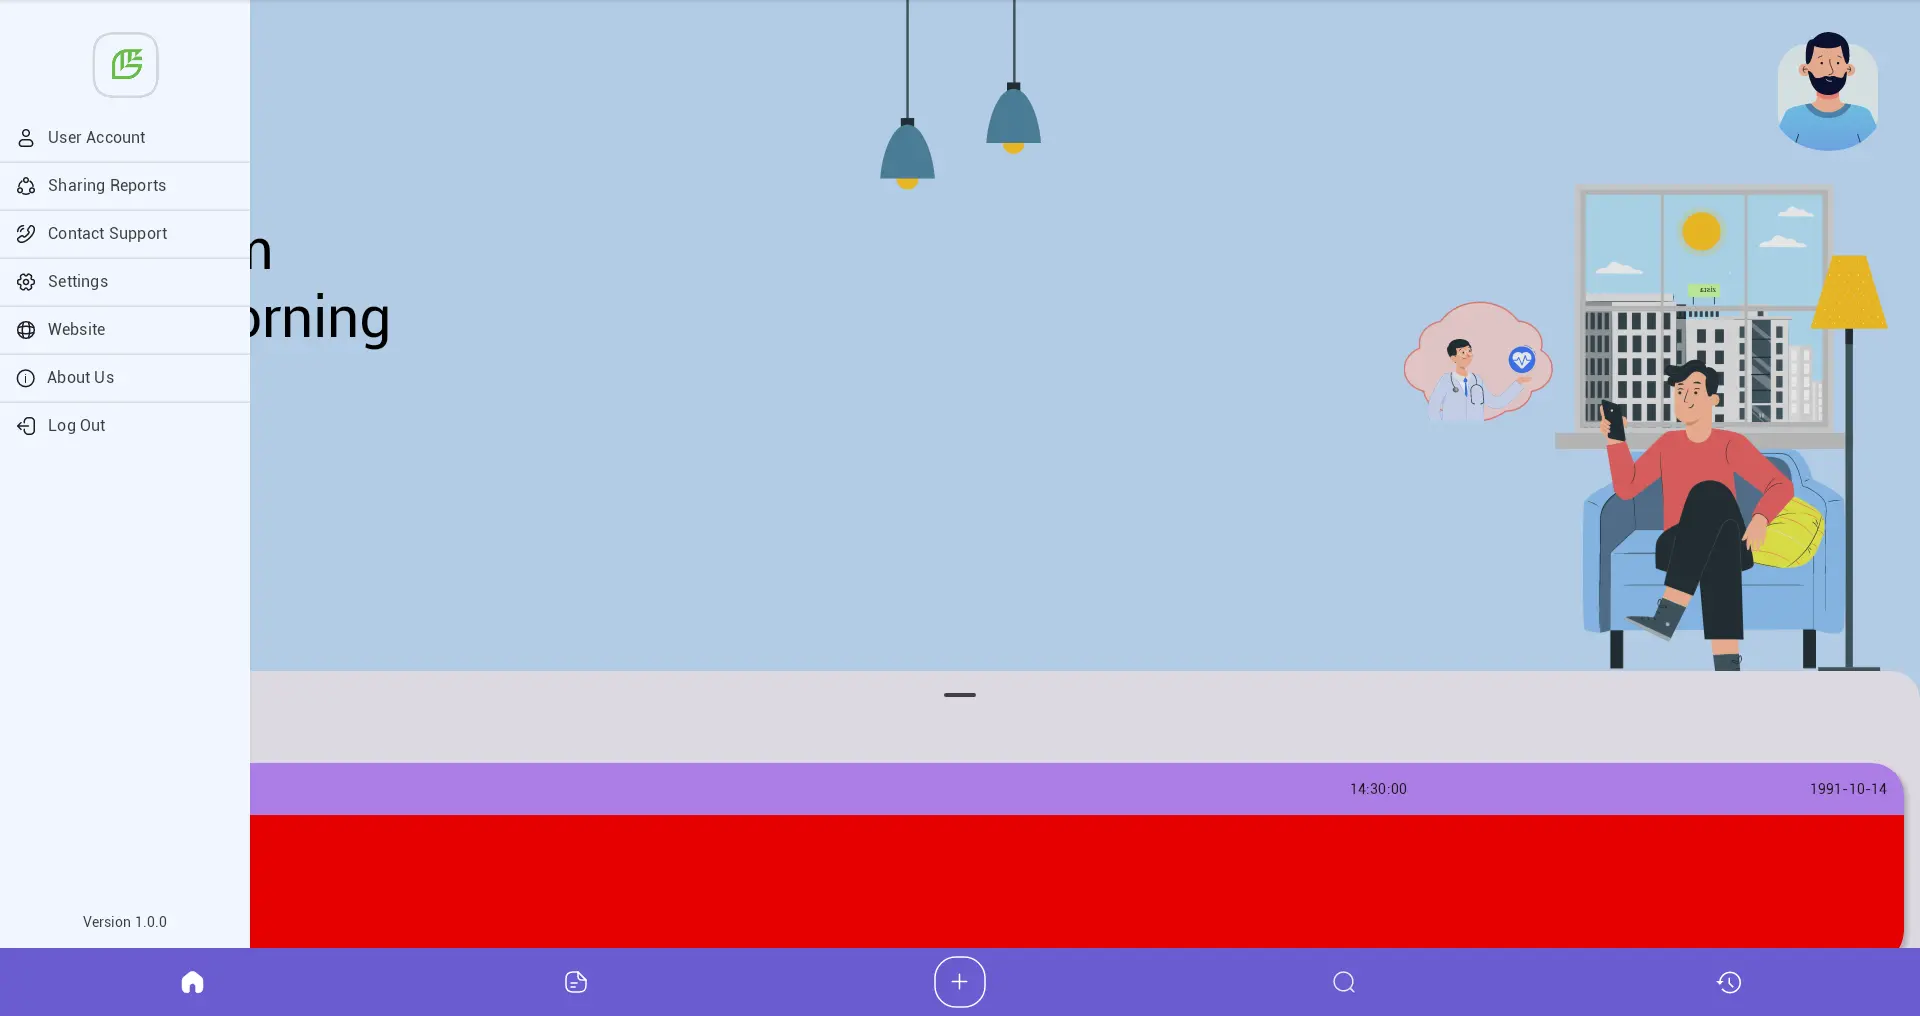 User Account
Sharing Reports
Contact Support
Settings
Website
About Us
Log Out
Version 1.0.0
14:30:00
1991-10-14